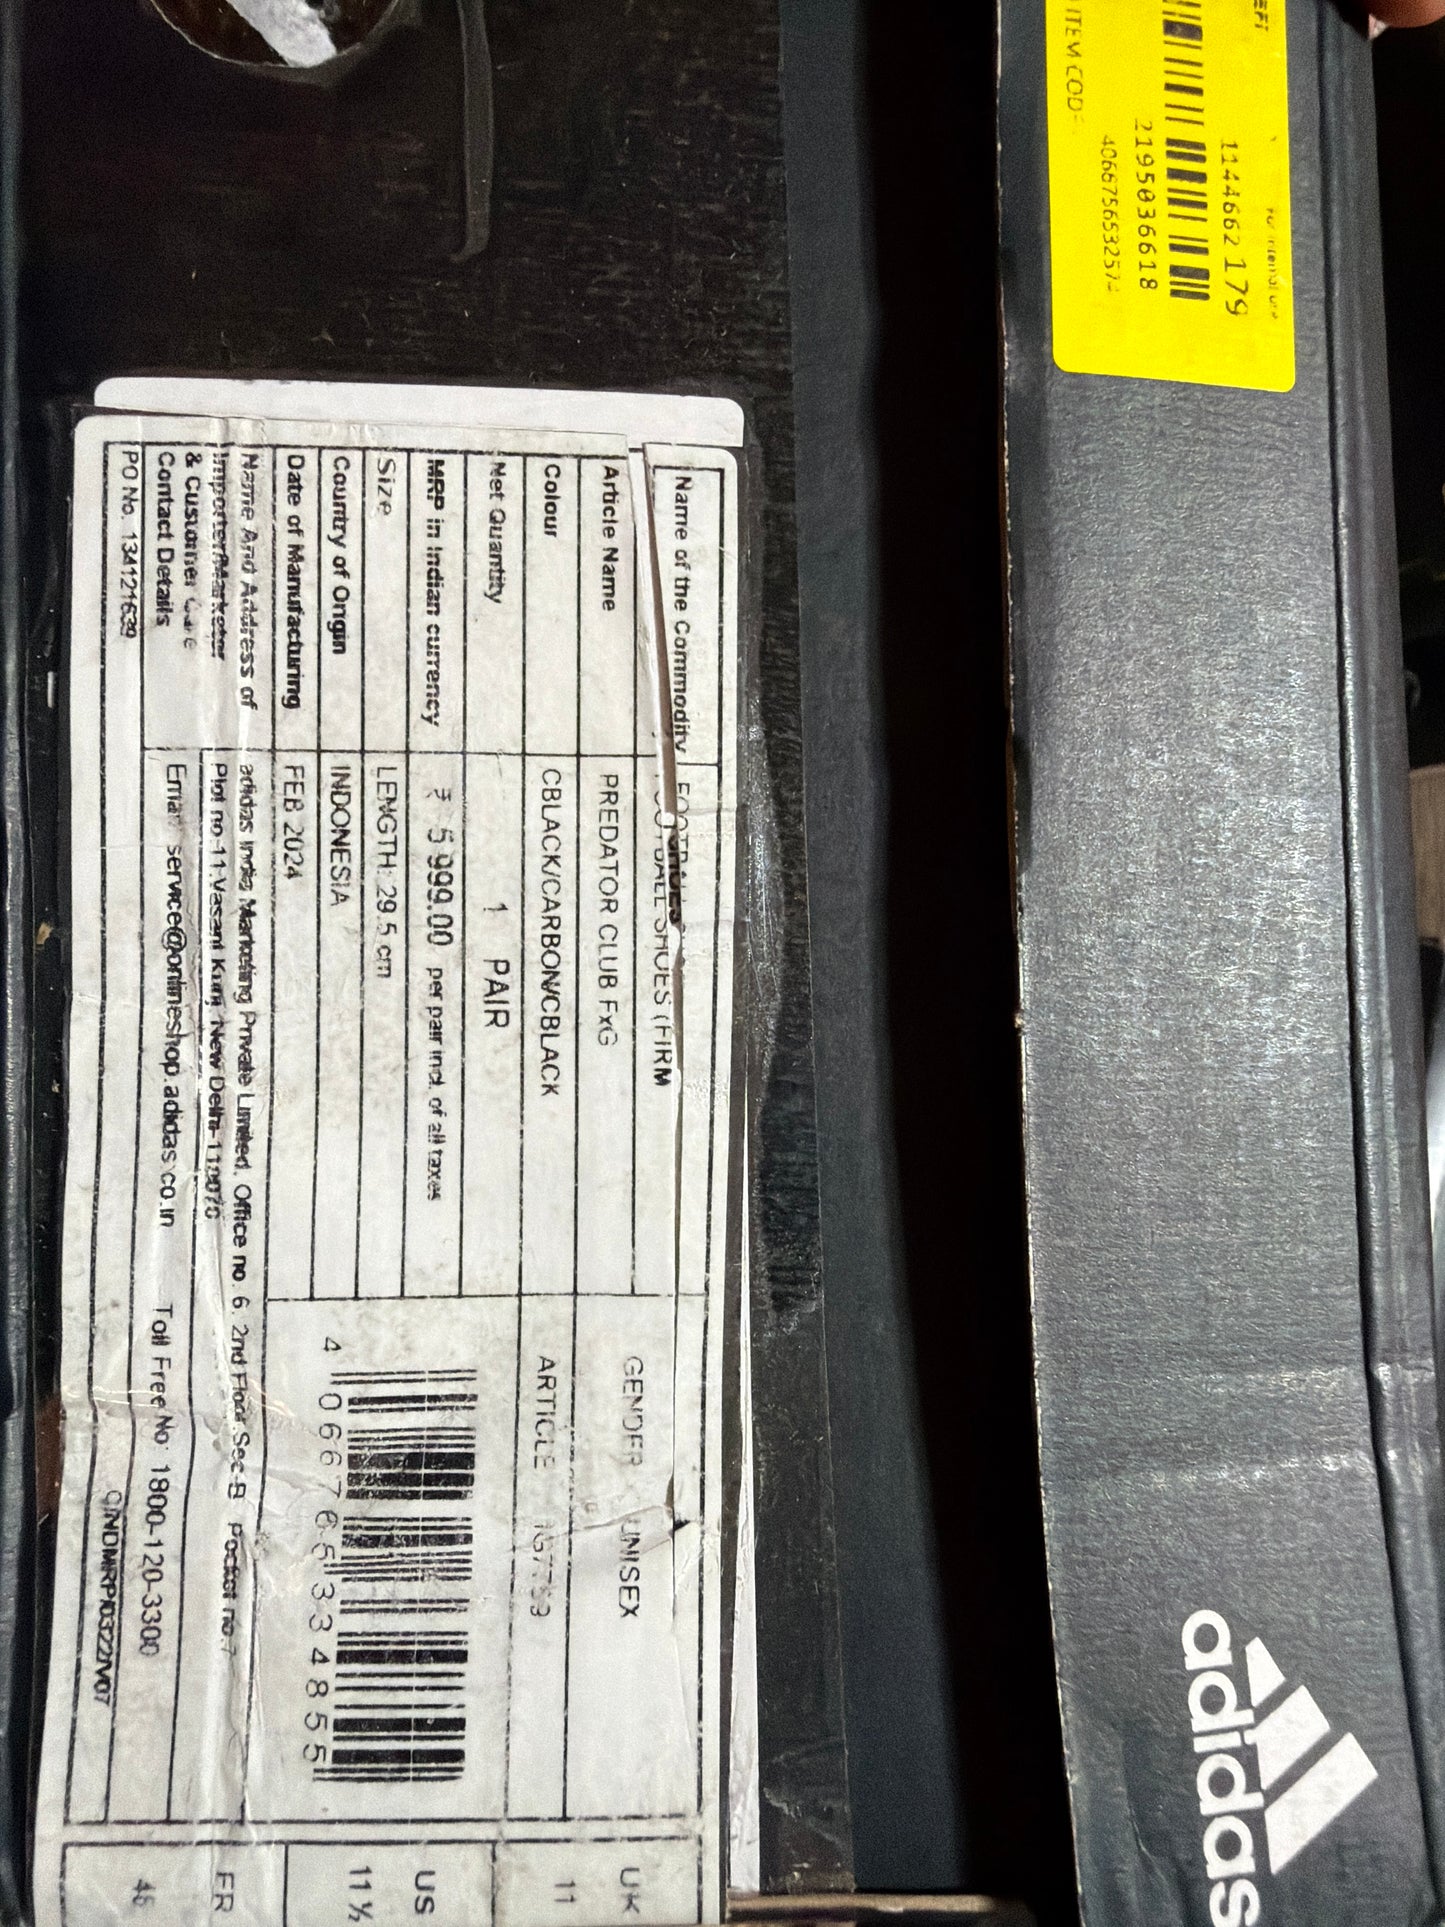 Name of the Commodity
FOOTBALL SHOES (FIRM
Article Name PREDATOR CLUB FxG
GENDER UNISEX
Colour CBLACK/CARBON/CBLACK
ARTICLE
Net Quantity 1 PAIR
MRP in Indian currency ₹ 5 999.00 per pair incl. of all taxes
Size LENGTH: 29.5 cm
Country of Origin INDONESIA
Date of Manufacturing FEB 2024
4 066765 334855
Name And Address of
Importer/Marketer
& Customer Care
Contact Details
adidas India Marketing Private Limited, Office no. 6, 2nd Floor Sec-B Pocket no.7
Plot no-11 Vasant Kunj New Delhi-110070
Email service@onlineshop.adidas.co.in Toll Free No: 1800-120-3300
PO No. 134121639
UK
11
US
11 ½
FR
46
1144662 179
2195036618
ITEM CODE
adidas